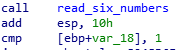 call    read_six_numbers
add     esp, 10h
cmp     [ebp+var_18], 1